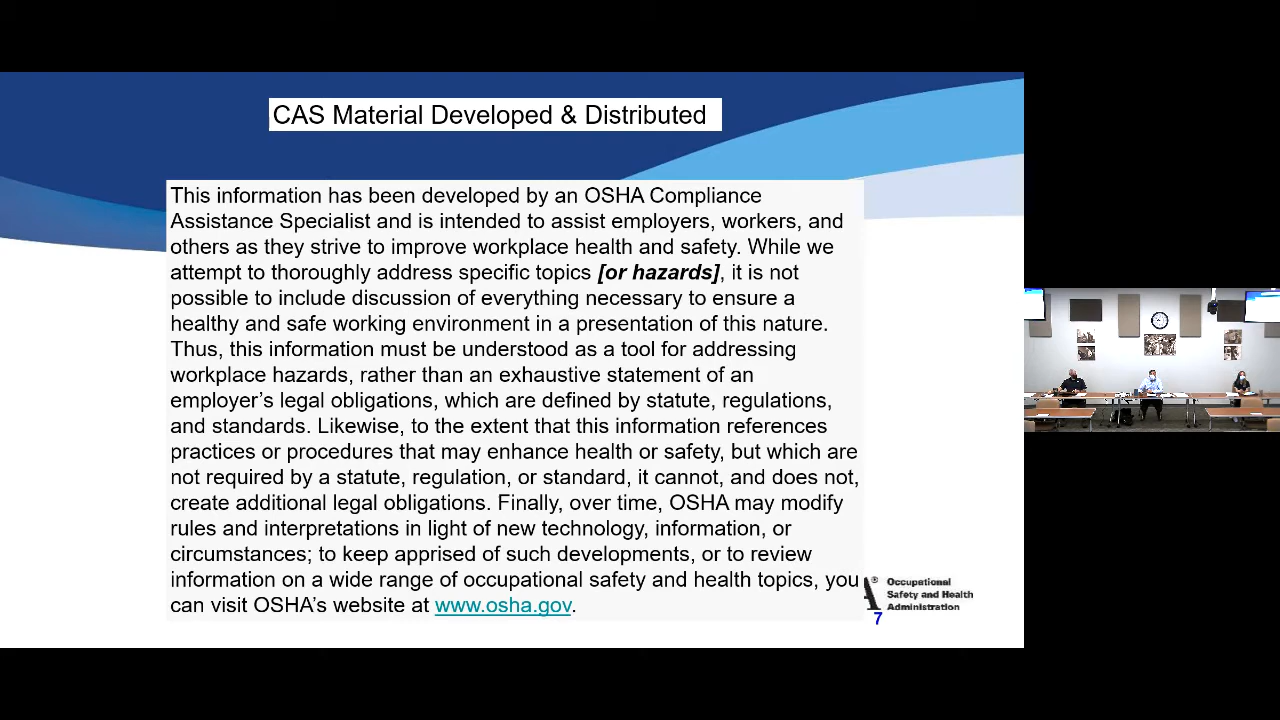 CAS Material Developed & Distributed
This information has been developed by an OSHA Compliance
Assistance Specialist and is intended to assist employers, workers, and
others as they strive to improve workplace health and safety. While we
attempt to thoroughly address specific topics [or hazards], it is not
possible to include discussion of everything necessary to ensure a
healthy and safe working environment in a presentation of this nature.
Thus, this information must be understood as a tool for addressing
workplace hazards, rather than an exhaustive statement of an
employer’s legal obligations, which are defined by statute, regulations,
and standards. Likewise, to the extent that this information references
practices or procedures that may enhance health or safety, but which are
not required by a statute, regulation, or standard, it cannot, and does not,
create additional legal obligations. Finally, over time, OSHA may modify
rules and interpretations in light of new technology, information, or
circumstances; to keep apprised of such developments, or to review
information on a wide range of occupational safety and health topics, you
can visit OSHA’s website at www.osha.gov.
A®
Occupational
Safety and Health
Administration
7